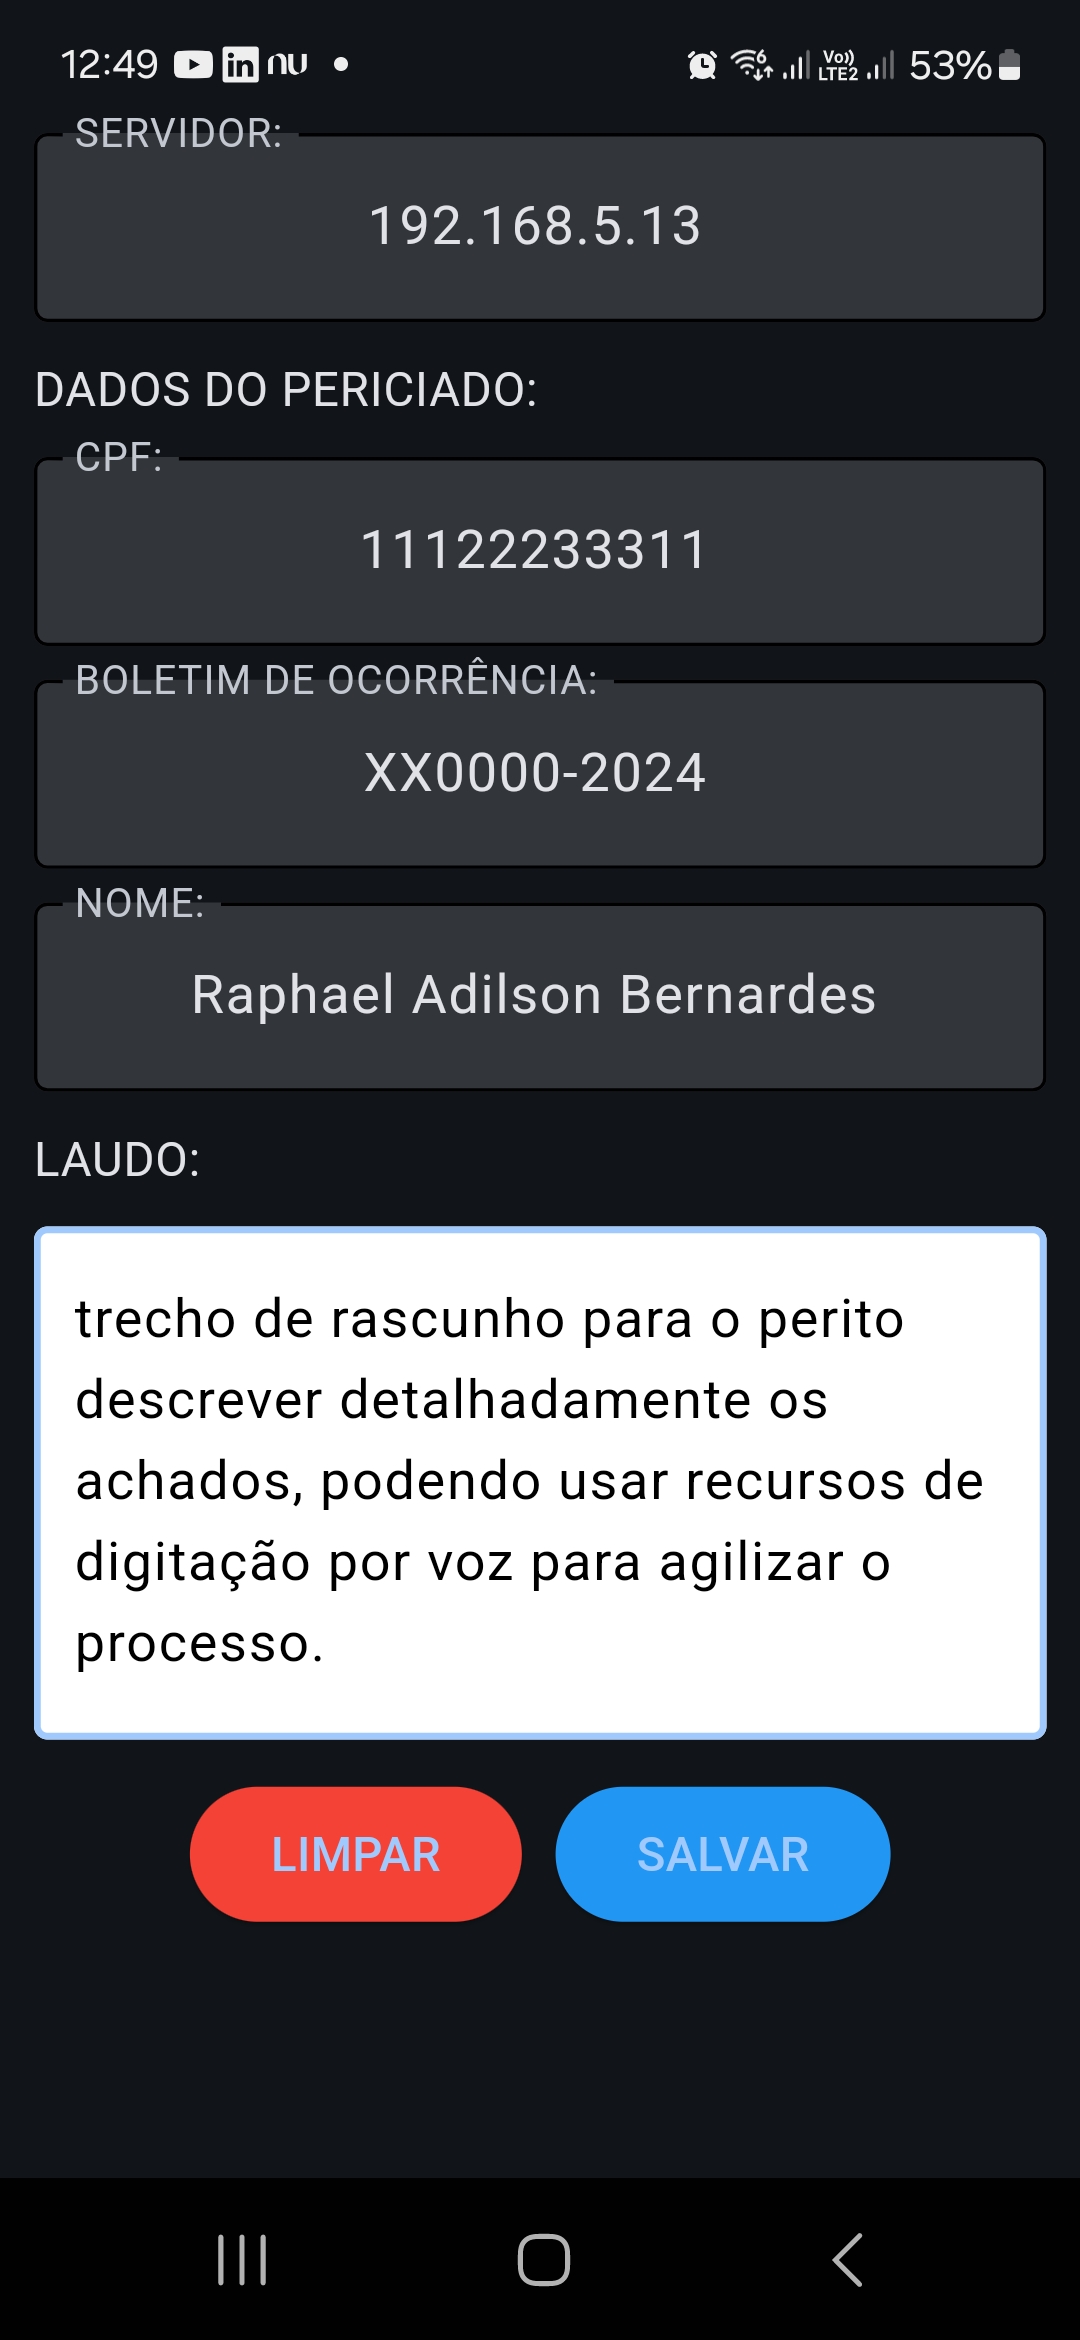 12:49 in nu 6 Vo)) LTE2 53%
SERVIDOR:
192.168.5.13
DADOS DO PERICIADO:
CPF:
11122233311
BOLETIM DE OCORRÊNCIA:
XX0000-2024
NOME:
Raphael Adilson Bernardes
LAUDO:
trecho de rascunho para o perito
descrever detalhadamente os
achados, podendo usar recursos de
digitação por voz para agilizar o
processo.
LIMPAR SALVAR